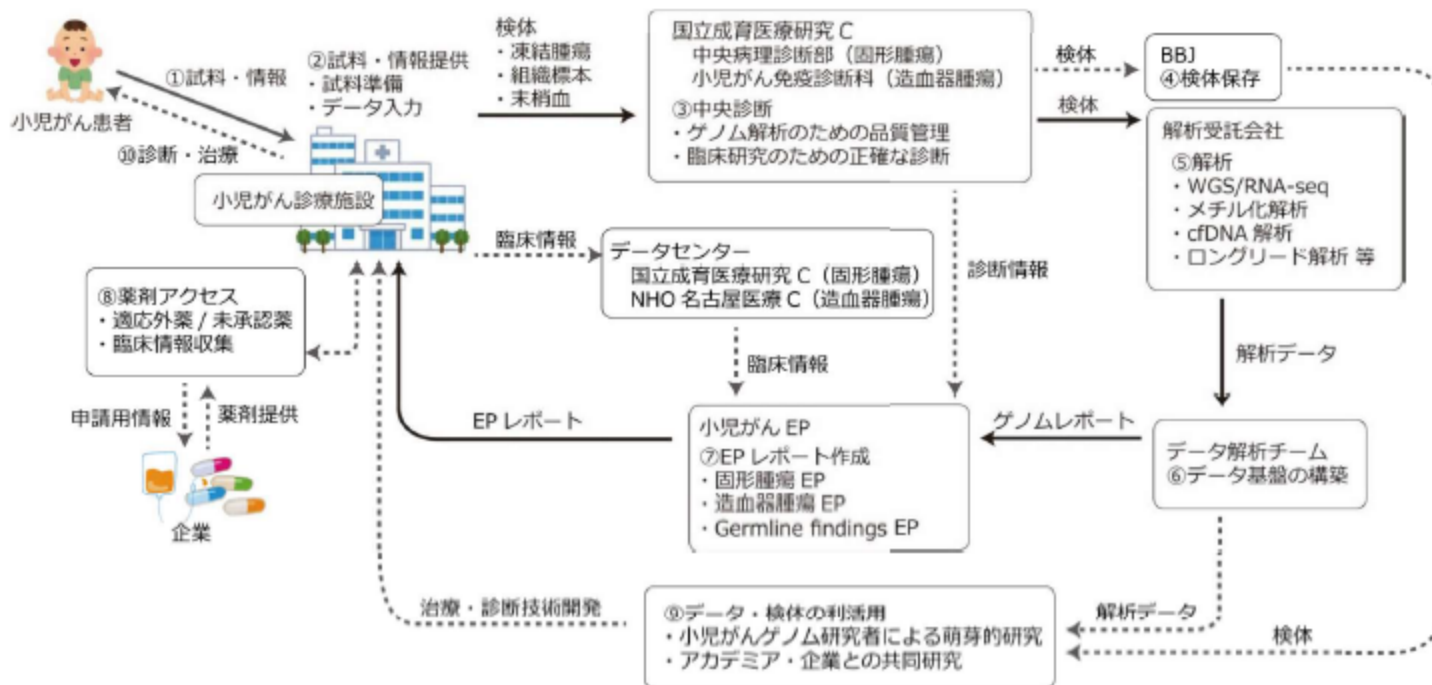 小児がん患者
①試料・情報
⑩診断・治療
②試料・情報提供
・試料準備
・データ入力
小児がん診療施設
検体
・凍結腫瘍
・組織標本
・末梢血
国立成育医療研究 C
中央病理診断部（固形腫瘍）
小児がん免疫診断科（造血器腫瘍）
③中央診断
・ゲノム解析のための品質管理
・臨床研究のための正確な診断
検体
BBJ
④検体保存
検体
解析受託会社
⑤解析
・WGS/RNA-seq
・メチル化解析
・cfDNA 解析
・ロングリード解析 等
臨床情報
データセンター
国立成育医療研究 C（固形腫瘍）
NHO 名古屋医療 C（造血器腫瘍）
診断情報
⑧薬剤アクセス
・適応外薬 / 未承認薬
・臨床情報収集
臨床情報
解析データ
申請用情報
薬剤提供
企業
EP レポート
小児がん EP
⑦EP レポート作成
・固形腫瘍 EP
・造血器腫瘍 EP
・Germline findings EP
ゲノムレポート
データ解析チーム
⑥データ基盤の構築
治療・診断技術開発
⑨データ・検体の利活用
・小児がんゲノム研究者による萌芽的研究
・アカデミア・企業との共同研究
解析データ
検体